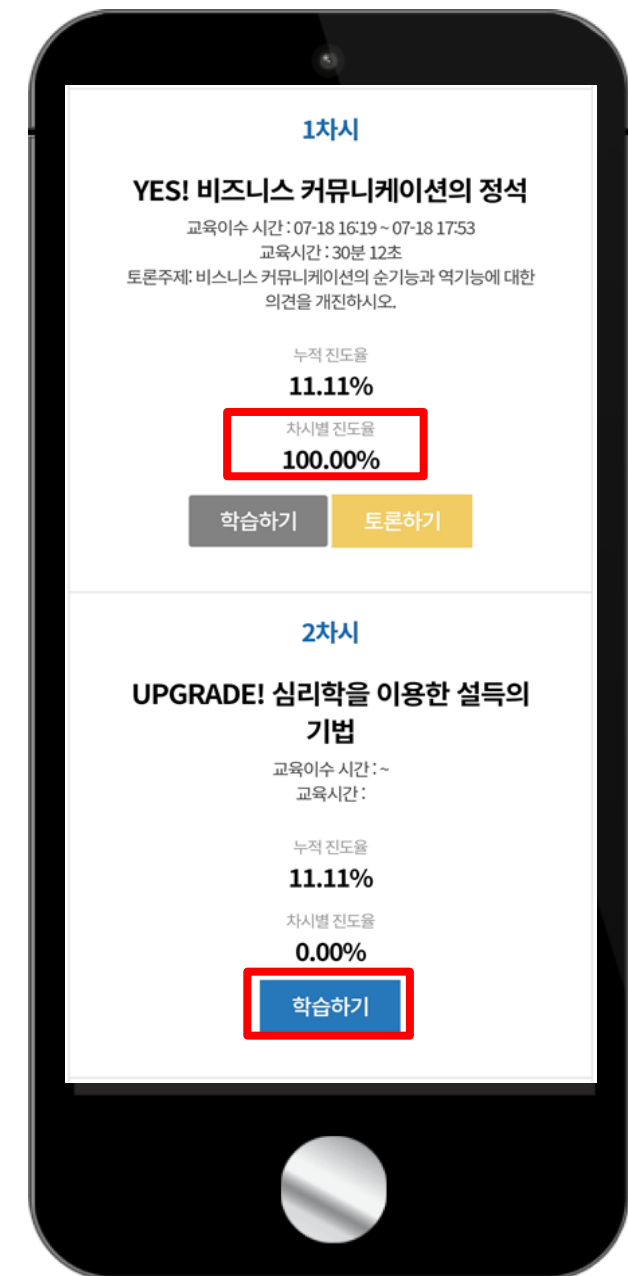 1차시
YES! 비즈니스 커뮤니케이션의 정석
교육이수 시간 : 07-18 16:19 ~ 07-18 17:53
교육시간 : 30분 12초
토론주제: 비스니스 커뮤니케이션의 순기능과 역기능에 대한
의견을 개진하시오.
누적 진도율
11.11%
차시별 진도율
100.00%
학습하기 토론하기
2차시
UPGRADE! 심리학을 이용한 설득의
기법
교육이수 시간 : ~
교육시간 :
누적 진도율
11.11%
차시별 진도율
0.00%
학습하기